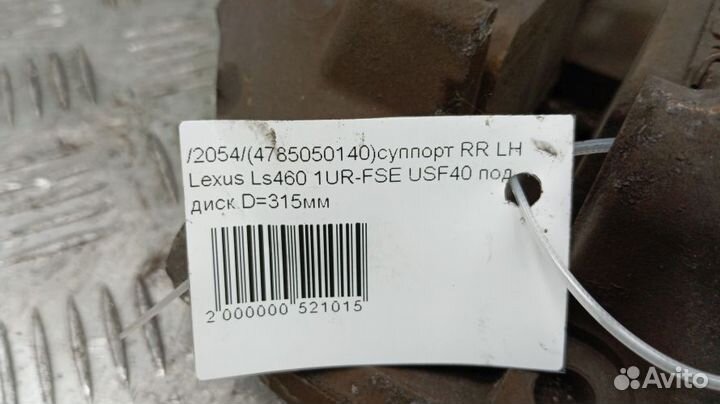 /2054/(4785050140)суппорт RR LH
Lexus Ls460 1UR-FSE USF40 под
диск D=315мм
2 000000 521015
Avito